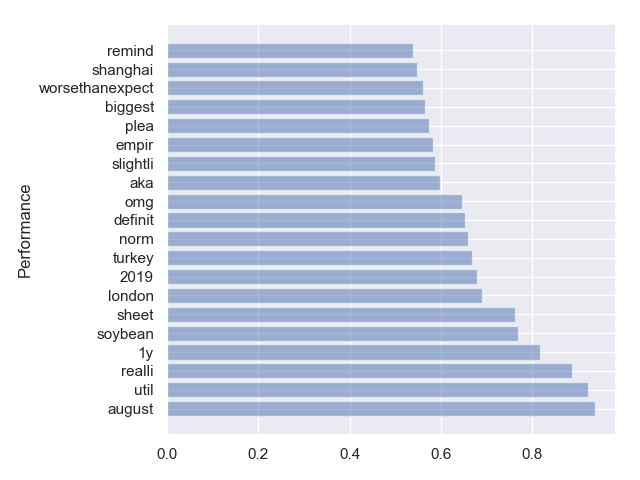 remind
shanghai
worsethanexpect
biggest
plea
empir
slightli
aka
omg
definit
norm
turkey
2019
london
sheet
soybean
1y
realli
util
august
Performance
0.0 0.2 0.4 0.6 0.8